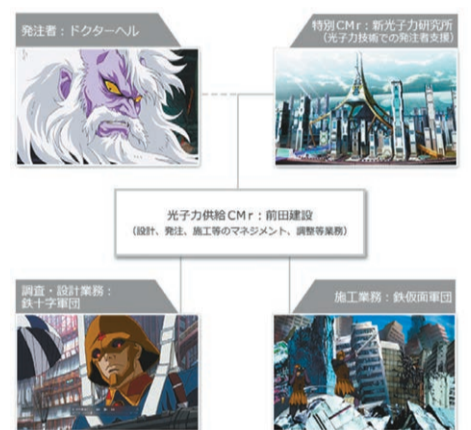 発注者：ドクターヘル
特別CMr：新光子力研究所
（光子力技術での発注者支援）
光子力供給CMr：前田建設
（設計、発注、施工等のマネジメント、調整等業務）
調査・設計業務：
鉄十字軍団
施工業務：鉄仮面軍団